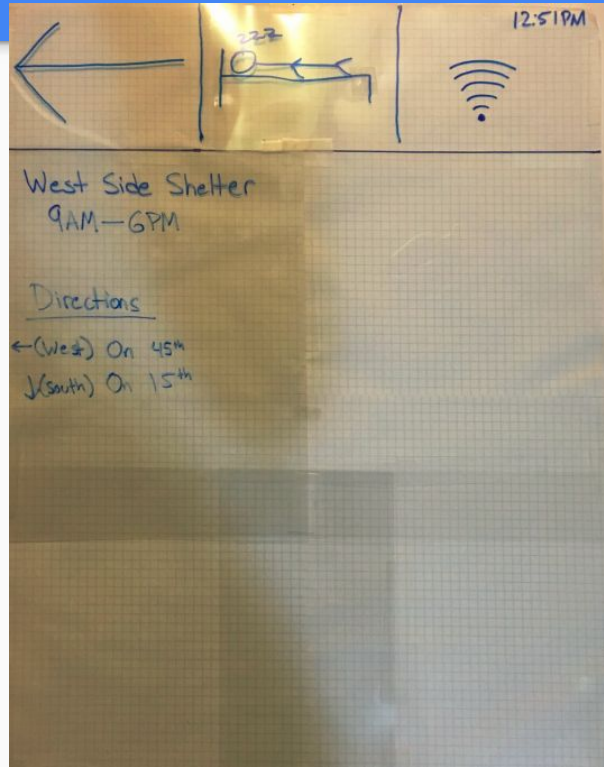 12:51PM
zzz
West Side Shelter
9AM—6PM
Directions
←(West) On 45th
↓(South) On 15th